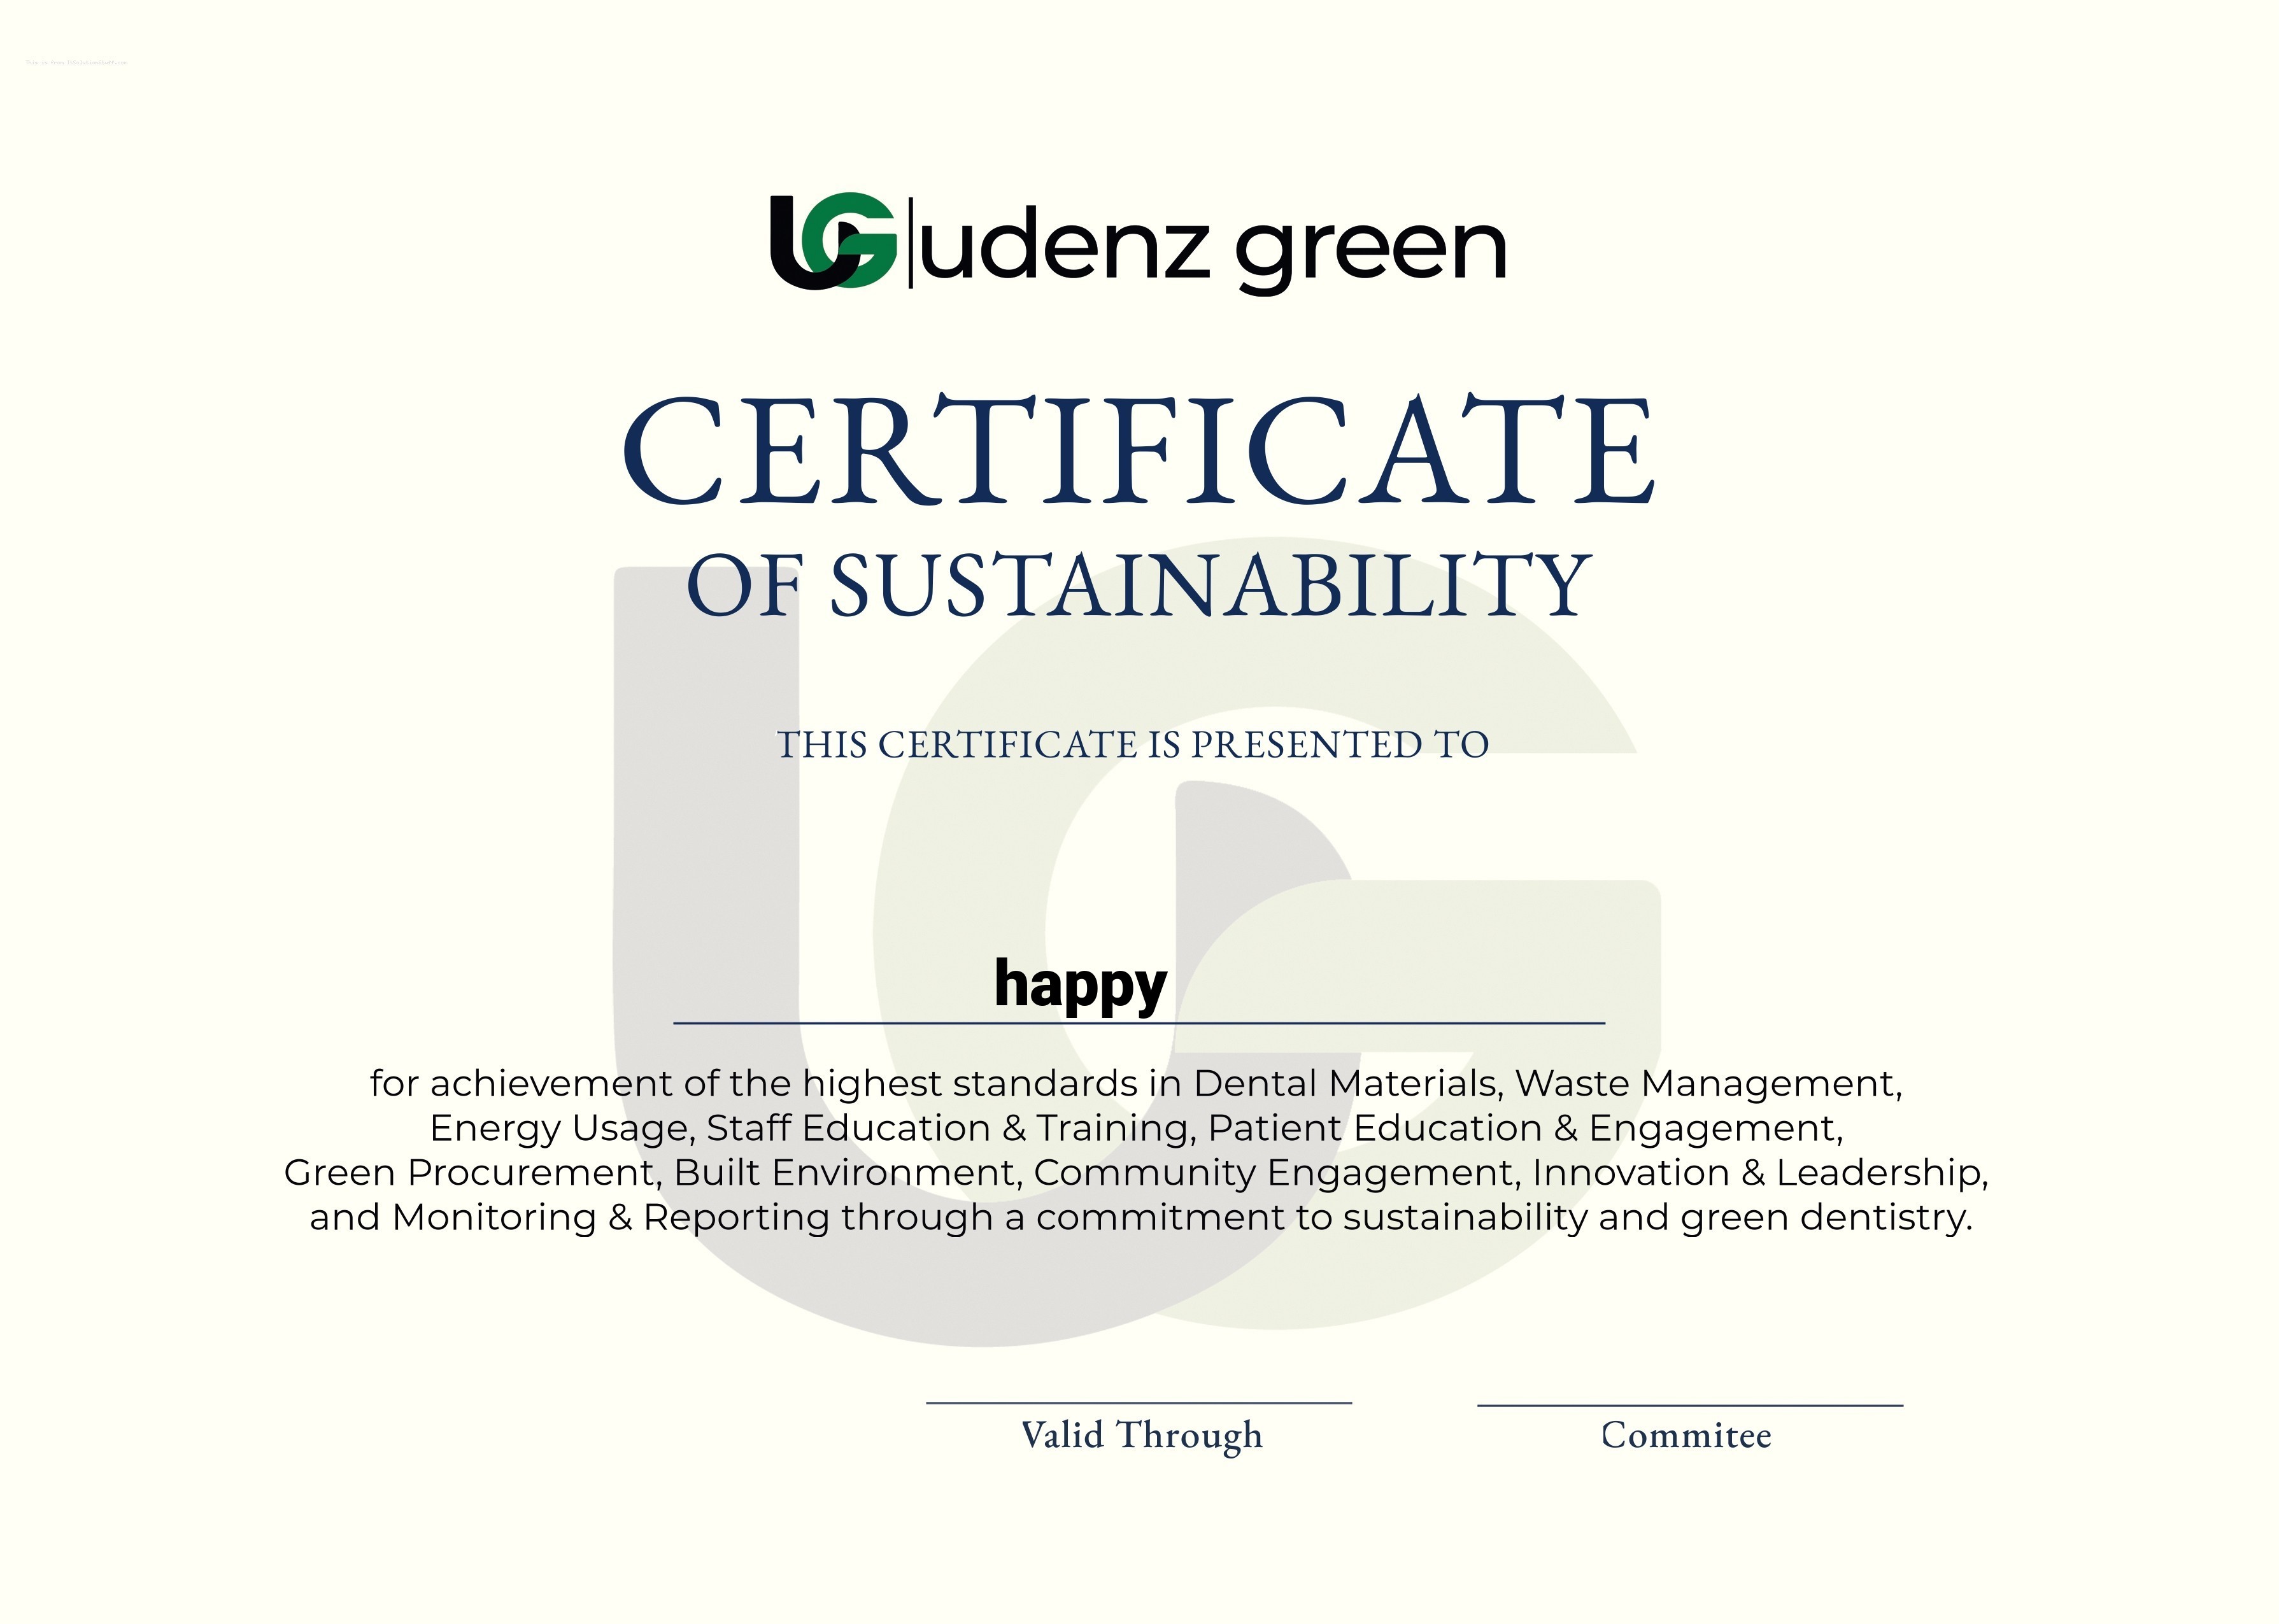 UG udenz green
CERTIFICATE
OF SUSTAINABILITY
THIS CERTIFICATE IS PRESENTED TO
happy
for achievement of the highest standards in Dental Materials, Waste Management,
Energy Usage, Staff Education & Training, Patient Education & Engagement,
Green Procurement, Built Environment, Community Engagement, Innovation & Leadership,
and Monitoring & Reporting through a commitment to sustainability and green dentistry.
Valid Through
Commitee